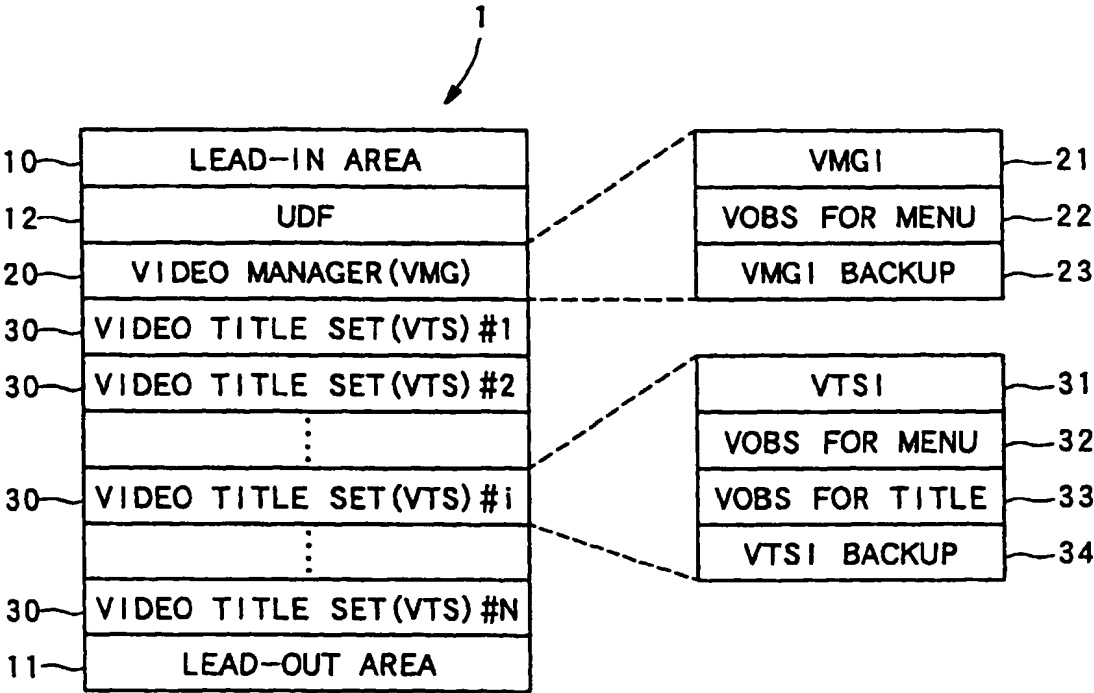 1
10 LEAD-IN AREA
12 UDF
20 VIDEO MANAGER(VMG)
30 VIDEO TITLE SET(VTS)#1
30 VIDEO TITLE SET(VTS)#2
30 VIDEO TITLE SET(VTS)#i
30 VIDEO TITLE SET(VTS)#N
11 LEAD-OUT AREA
VMGI 21
VOBS FOR MENU 22
VMGI BACKUP 23
VTSI 31
VOBS FOR MENU 32
VOBS FOR TITLE 33
VTSI BACKUP 34